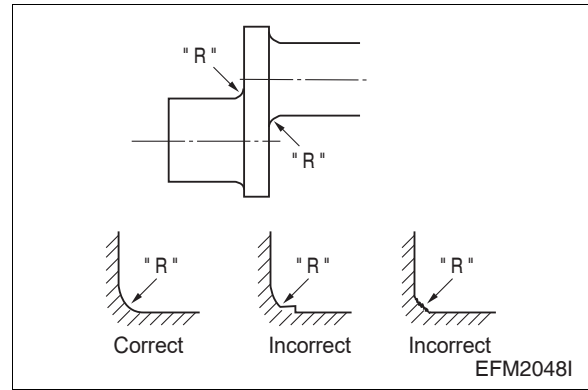 " R "
" R "
" R " " R " " R "
Correct Incorrect Incorrect
EFM2048I